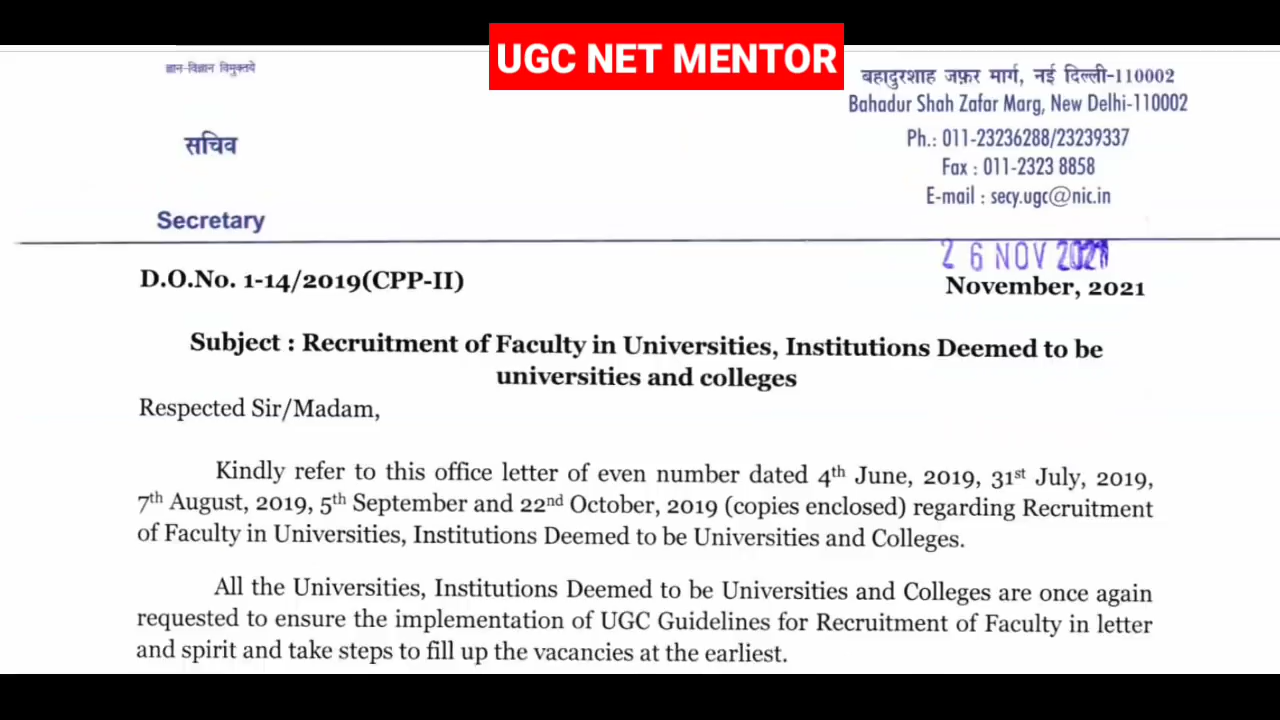 UGC NET MENTOR
ज्ञान-विज्ञान विमुक्तये
सचिव
Secretary
बहादुरशाह ज़फ़र मार्ग, नई दिल्ली-110002
Bahadur Shah Zafar Marg, New Delhi-110002
Ph.: 011-23236288/23239337
Fax : 011-2323 8858
E-mail : secy.ugc@nic.in
26 NOV 2021
D.O.No. 1-14/2019(CPP-II)
November, 2021
Subject : Recruitment of Faculty in Universities, Institutions Deemed to be
universities and colleges
Respected Sir/Madam,
Kindly refer to this office letter of even number dated 4th June, 2019, 31st July, 2019,
7th August, 2019, 5th September and 22nd October, 2019 (copies enclosed) regarding Recruitment
of Faculty in Universities, Institutions Deemed to be Universities and Colleges.
All the Universities, Institutions Deemed to be Universities and Colleges are once again
requested to ensure the implementation of UGC Guidelines for Recruitment of Faculty in letter
and spirit and take steps to fill up the vacancies at the earliest.